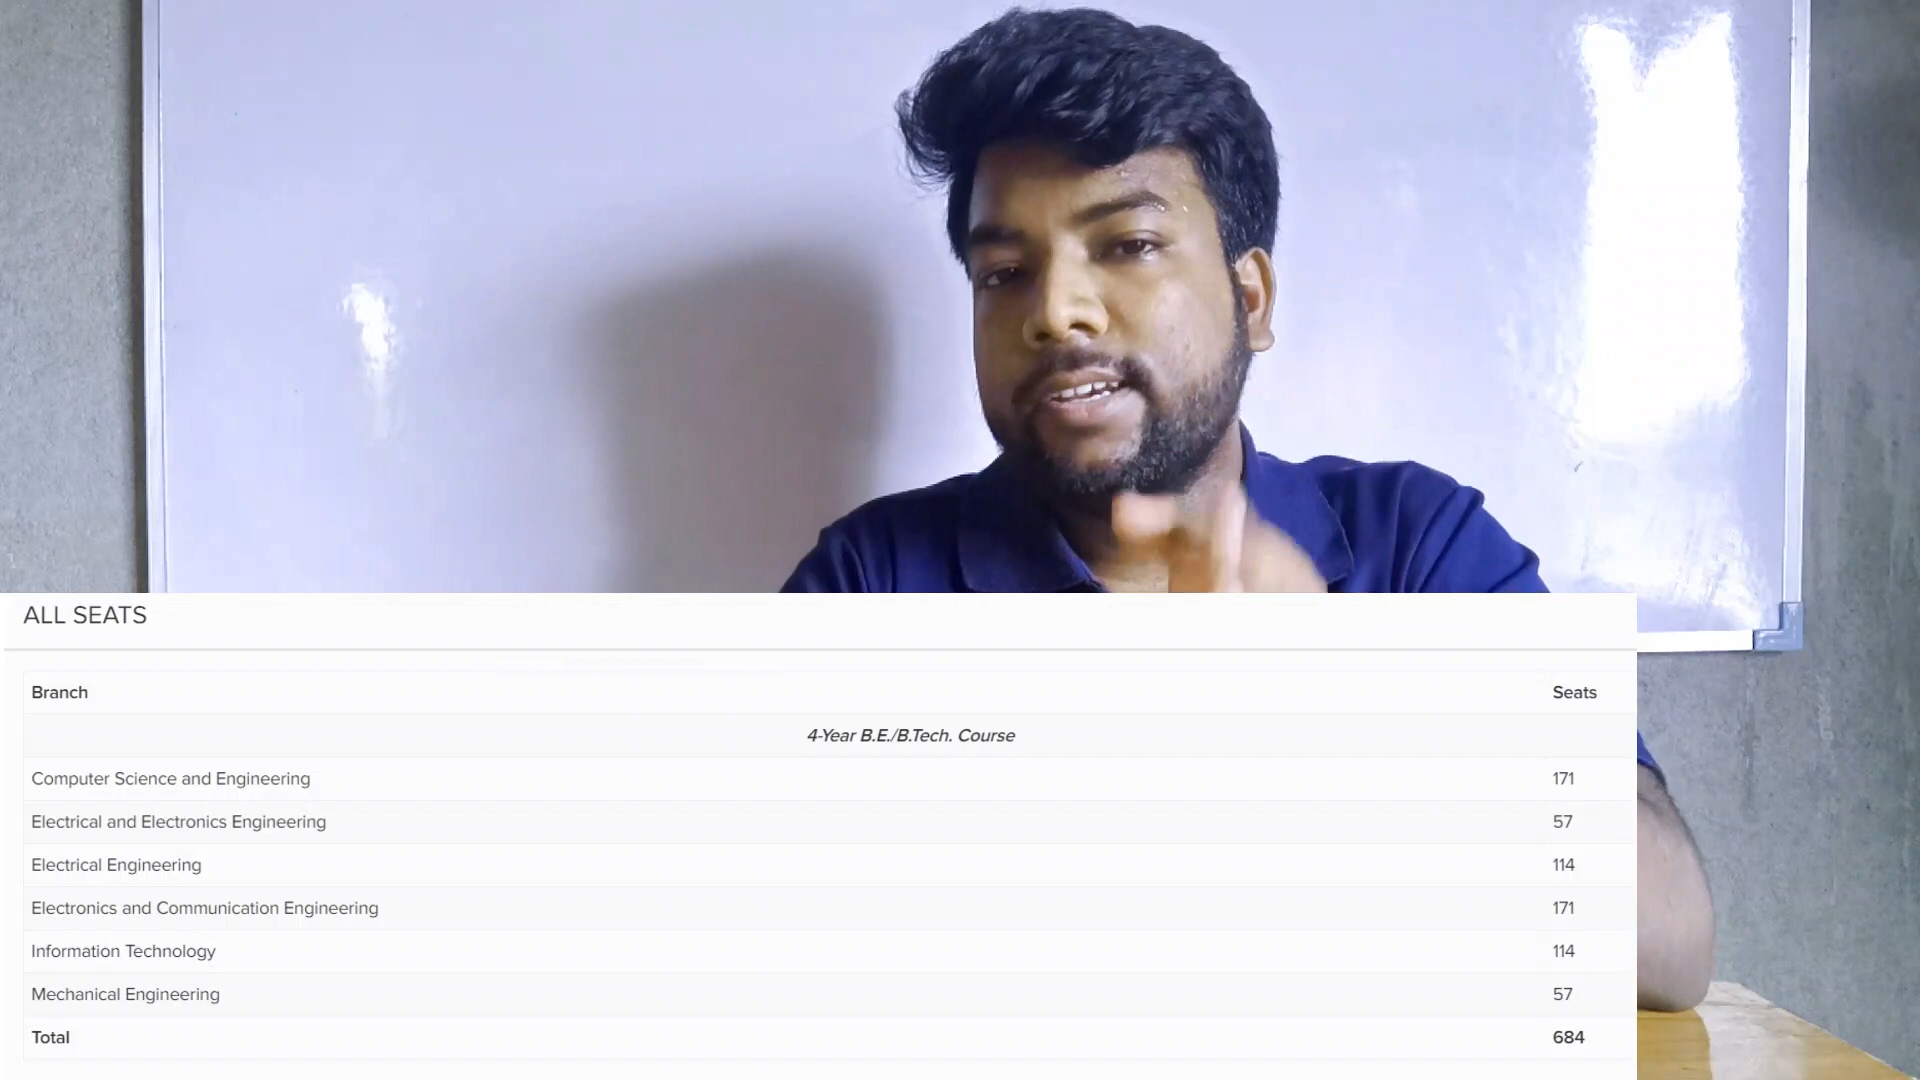 ALL SEATS
Branch Seats
4-Year B.E./B.Tech. Course
Computer Science and Engineering 171
Electrical and Electronics Engineering 57
Electrical Engineering 114
Electronics and Communication Engineering 171
Information Technology 114
Mechanical Engineering 57
Total 684